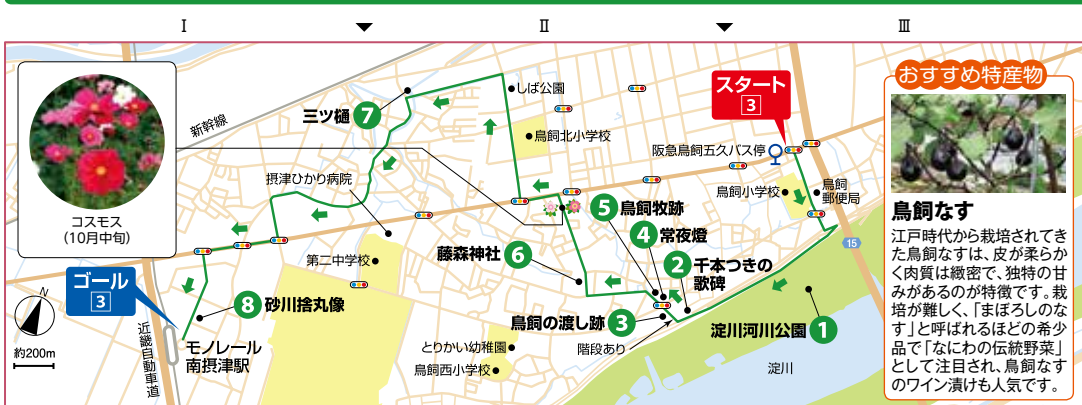 Ⅰ
Ⅱ
Ⅲ
コスモス
(10月中旬)
新幹線
三ツ樋 7
しば公園
鳥飼北小学校
スタート
3
阪急鳥飼五久バス停
鳥飼小学校
鳥飼
郵便局
15
摂津ひかり病院
第二中学校
5 鳥飼牧跡
4 常夜燈
2 千本つきの
歌碑
藤森神社 6
鳥飼の渡し跡 3
階段あり
淀川河川公園 1
淀川
とりかい幼稚園
鳥飼西小学校
ゴール
3
8 砂川捨丸像
モノレール
南摂津駅
近畿自動車道
N
約200m
おすすめ特産物
鳥飼なす
江戸時代から栽培されてき
た鳥飼なすは、皮が柔らか
く肉質は緻密で、独特の甘
みがあるのが特徴です。栽
培が難しく、「まぼろしのな
す」と呼ばれるほどの希少
品で「なにわの伝統野菜」
として注目され、鳥飼なす
のワイン漬けも人気です。